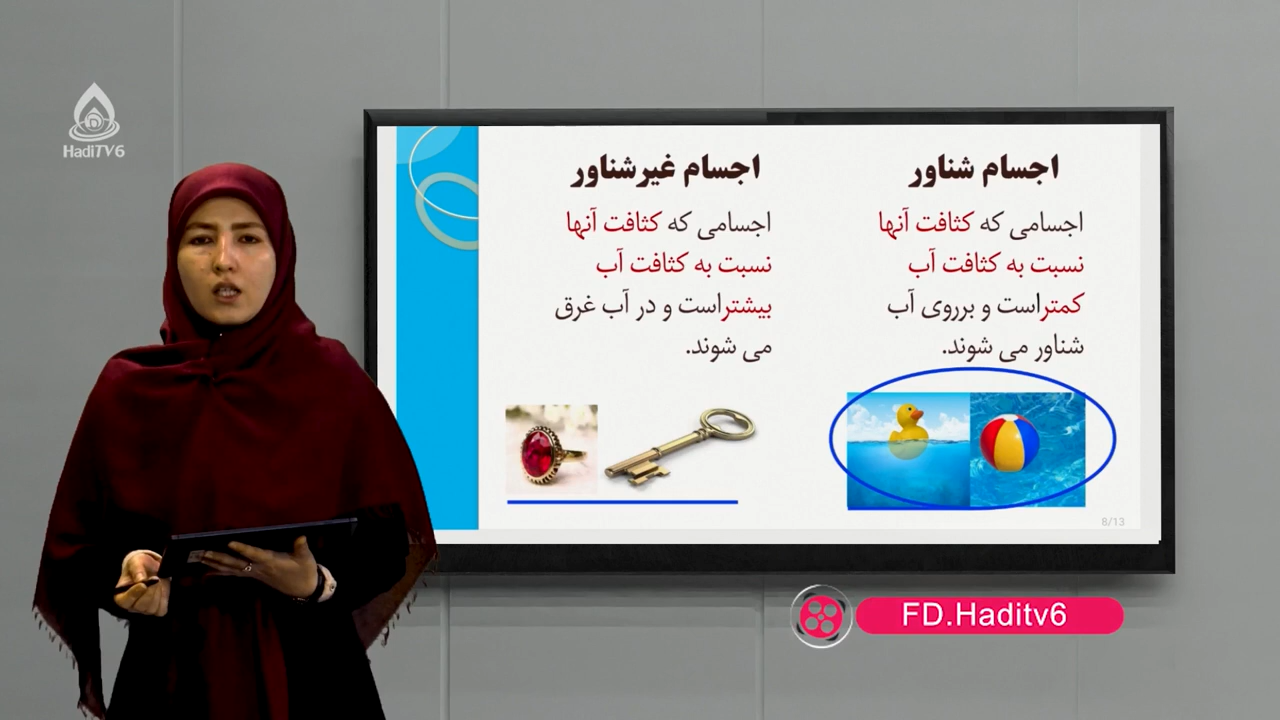 HadiTV6
اجسام شناور
اجسامی که کثافت آنها
نسبت به کثافت آب
کمتراست و برروی آب
شناور می شوند.
اجسام غیرشناور
اجسامی که کثافت آنها
نسبت به کثافت آب
بیشتراست و در آب غرق
می شوند.
8/13
FD.Haditv6